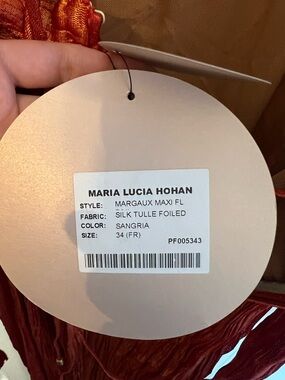 MARIA LUCIA HOHAN
STYLE: MARGAUX MAXI FL
FABRIC: SILK TULLE FOILED
COLOR: SANGRIA
SIZE: 34 (FR)
PF005343